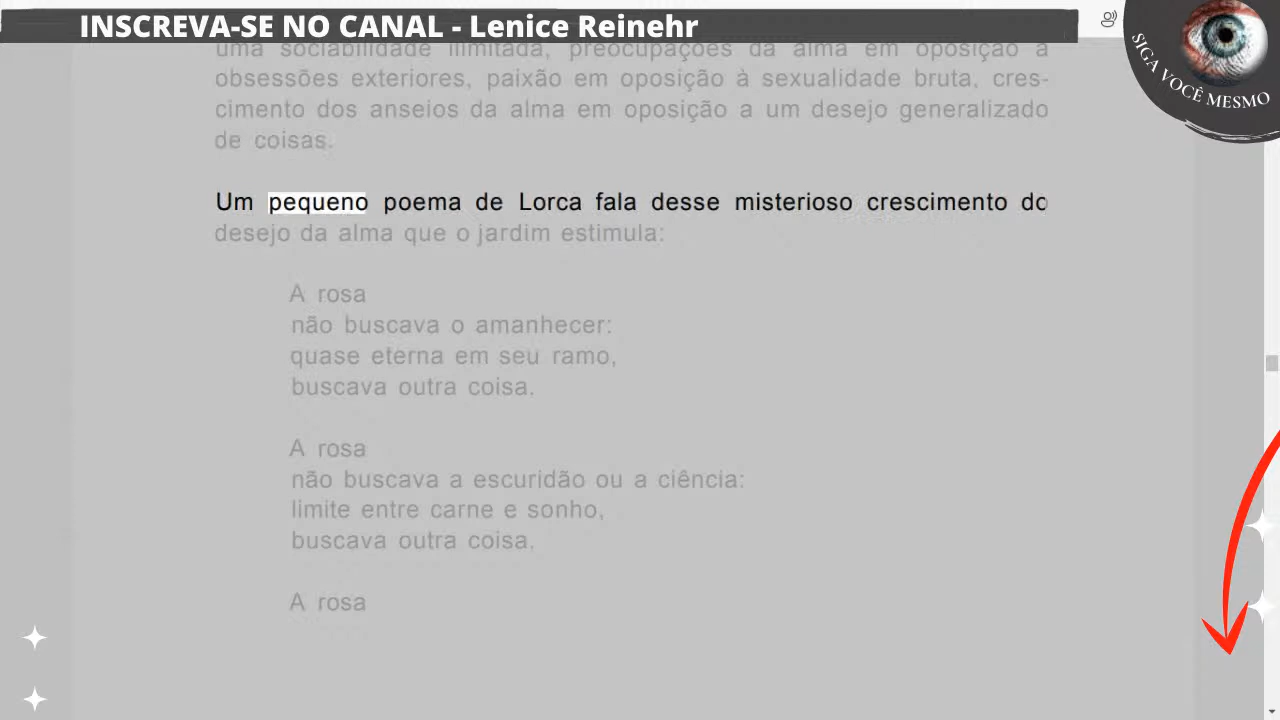 INSCREVA-SE NO CANAL - Lenice Reinehr
SIGA VOCÊ MESMO
uma sociabilidade ilimitada, preocupações da alma em oposição a
obsessões exteriores, paixão em oposição à sexualidade bruta, cres-
cimento dos anseios da alma em oposição a um desejo generalizado
de coisas.
Um pequeno poema de Lorca fala desse misterioso crescimento do
desejo da alma que o jardim estimula:
A rosa
não buscava o amanhecer:
quase eterna em seu ramo,
buscava outra coisa.
A rosa
não buscava a escuridão ou a ciência:
limite entre carne e sonho,
buscava outra coisa.
A rosa